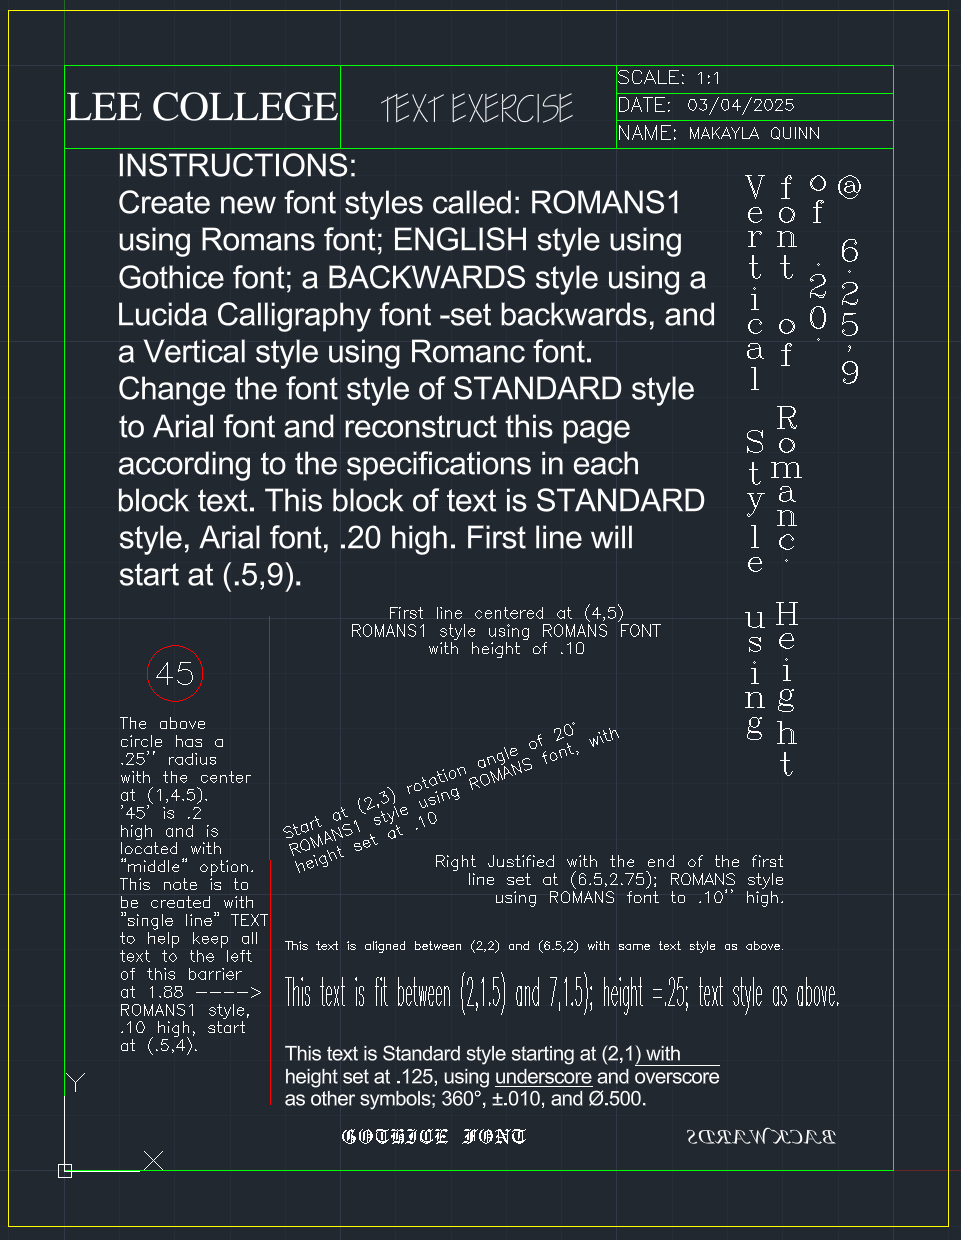 LEE COLLEGE
TEXT EXERCISE
SCALE: 1:1
DATE: 03/04/2025
NAME: MAKAYLA QUINN
INSTRUCTIONS:
Create new font styles called: ROMANS1
using Romans font; ENGLISH style using
Gothice font; a BACKWARDS style using a
Lucida Calligraphy font -set backwards, and
a Vertical style using Romanc font.
Change the font style of STANDARD style
to Arial font and reconstruct this page
according to the specifications in each
block text. This block of text is STANDARD
style, Arial font, .20 high. First line will
start at (.5,9).
Vertical Style using
font of Romanc. Height
of .20.
@ 6.25,9
First line centered at (4,5)
ROMANS1 style using ROMANS FONT
with height of .10
45
The above
circle has a
.25'' radius
with the center
at (1,4.5).
'45' is .2
high and is
located with
"middle" option.
This note is to
be created with
"single line" TEXT
to help keep all
text to the left
of this barrier
at 1.88 ---->
ROMANS1 style,
.10 high, start
at (.5,4).
Start at (2,3) rotation angle of 20°
ROMANS1 style using ROMANS font, with
height set at .10
Right Justified with the end of the first
line set at (6.5,2.75); ROMANS style
using ROMANS font to .10'' high.
This text is aligned between (2,2) and (6.5,2) with same text style as above.
This text is fit between (2,1.5) and 7,1.5); height =.25; text style as above.
This text is Standard style starting at (2,1) with
height set at .125, using underscore and overscore
as other symbols; 360°, ±.010, and Ø.500.
GOTHICE FONT
BACKWARDS
Y
X